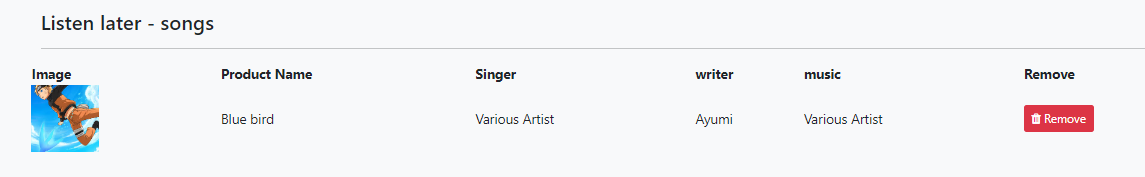 Listen later - songs
Image Product Name Singer writer music Remove
Blue bird Various Artist Ayumi Various Artist Remove